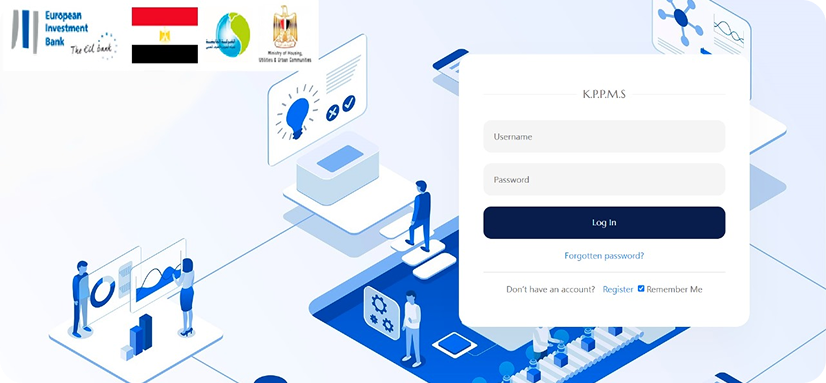 European
Investment
Bank
The EU bank
Ministry of Housing,
Utilities & Urban Communities
K.P.P.M.S
Username
Password
Log In
Forgotten password?
Don't have an account? Register Remember Me